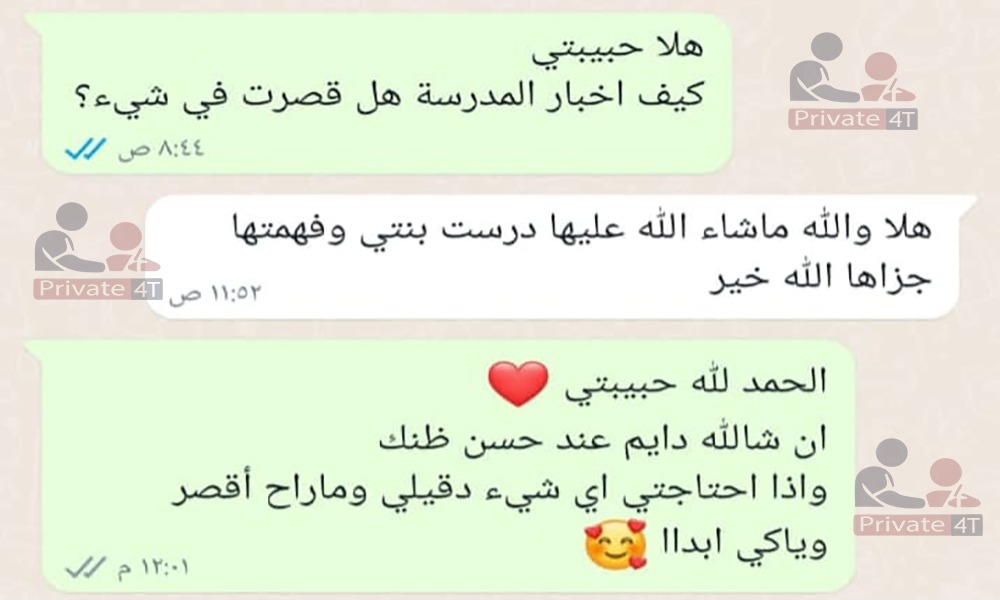 هلا حبيبتي
كيف اخبار المدرسة هل قصرت في شيء؟
٨:٤٤ ص
Private 4T
هلا والله ماشاء الله عليها درست بنتي وفهمتها
جزاها الله خير
١١:٥٢ ص
Private 4T
الحمد لله حبيبتي ❤️
ان شالله دايم عند حسن ظنك
واذا احتاجتي اي شيء دقيلي وماراح أقصر
وياكي ابداا 🥰
١٢:٠١ م
Private 4T